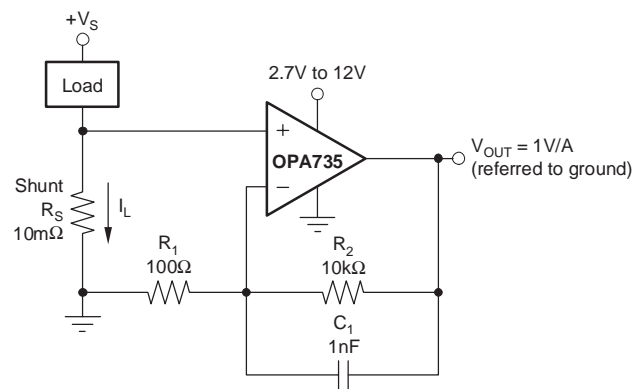 +VS
Load
2.7V to 12V
+
OPA735
−
VOUT = 1V/A
(referred to ground)
Shunt
RS
10mΩ
IL
R1
100Ω
R2
10kΩ
C1
1nF